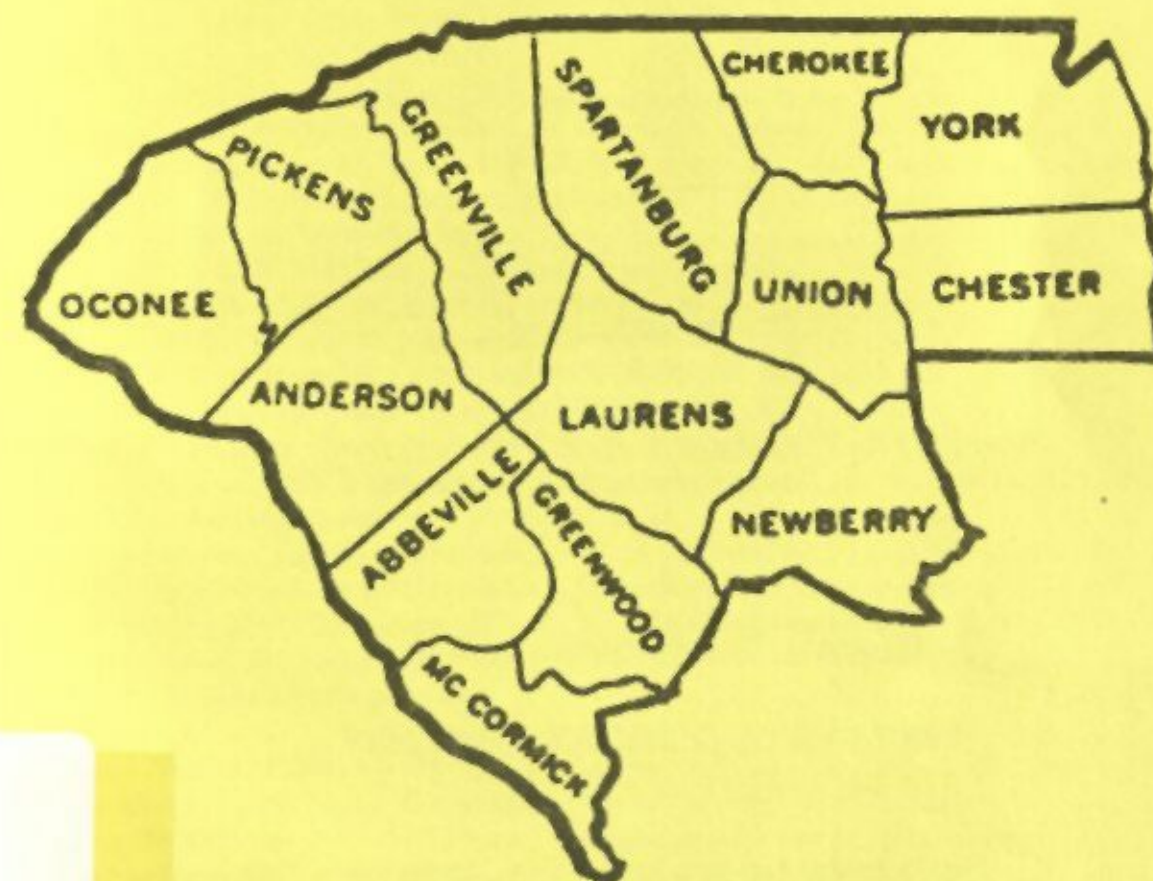 CHEROKEE
SPARTANBURG
YORK
GREENVILLE
PICKENS
OCONEE
UNION
CHESTER
ANDERSON
LAURENS
ABBEVILLE
GREENWOOD
NEWBERRY
MC CORMICK